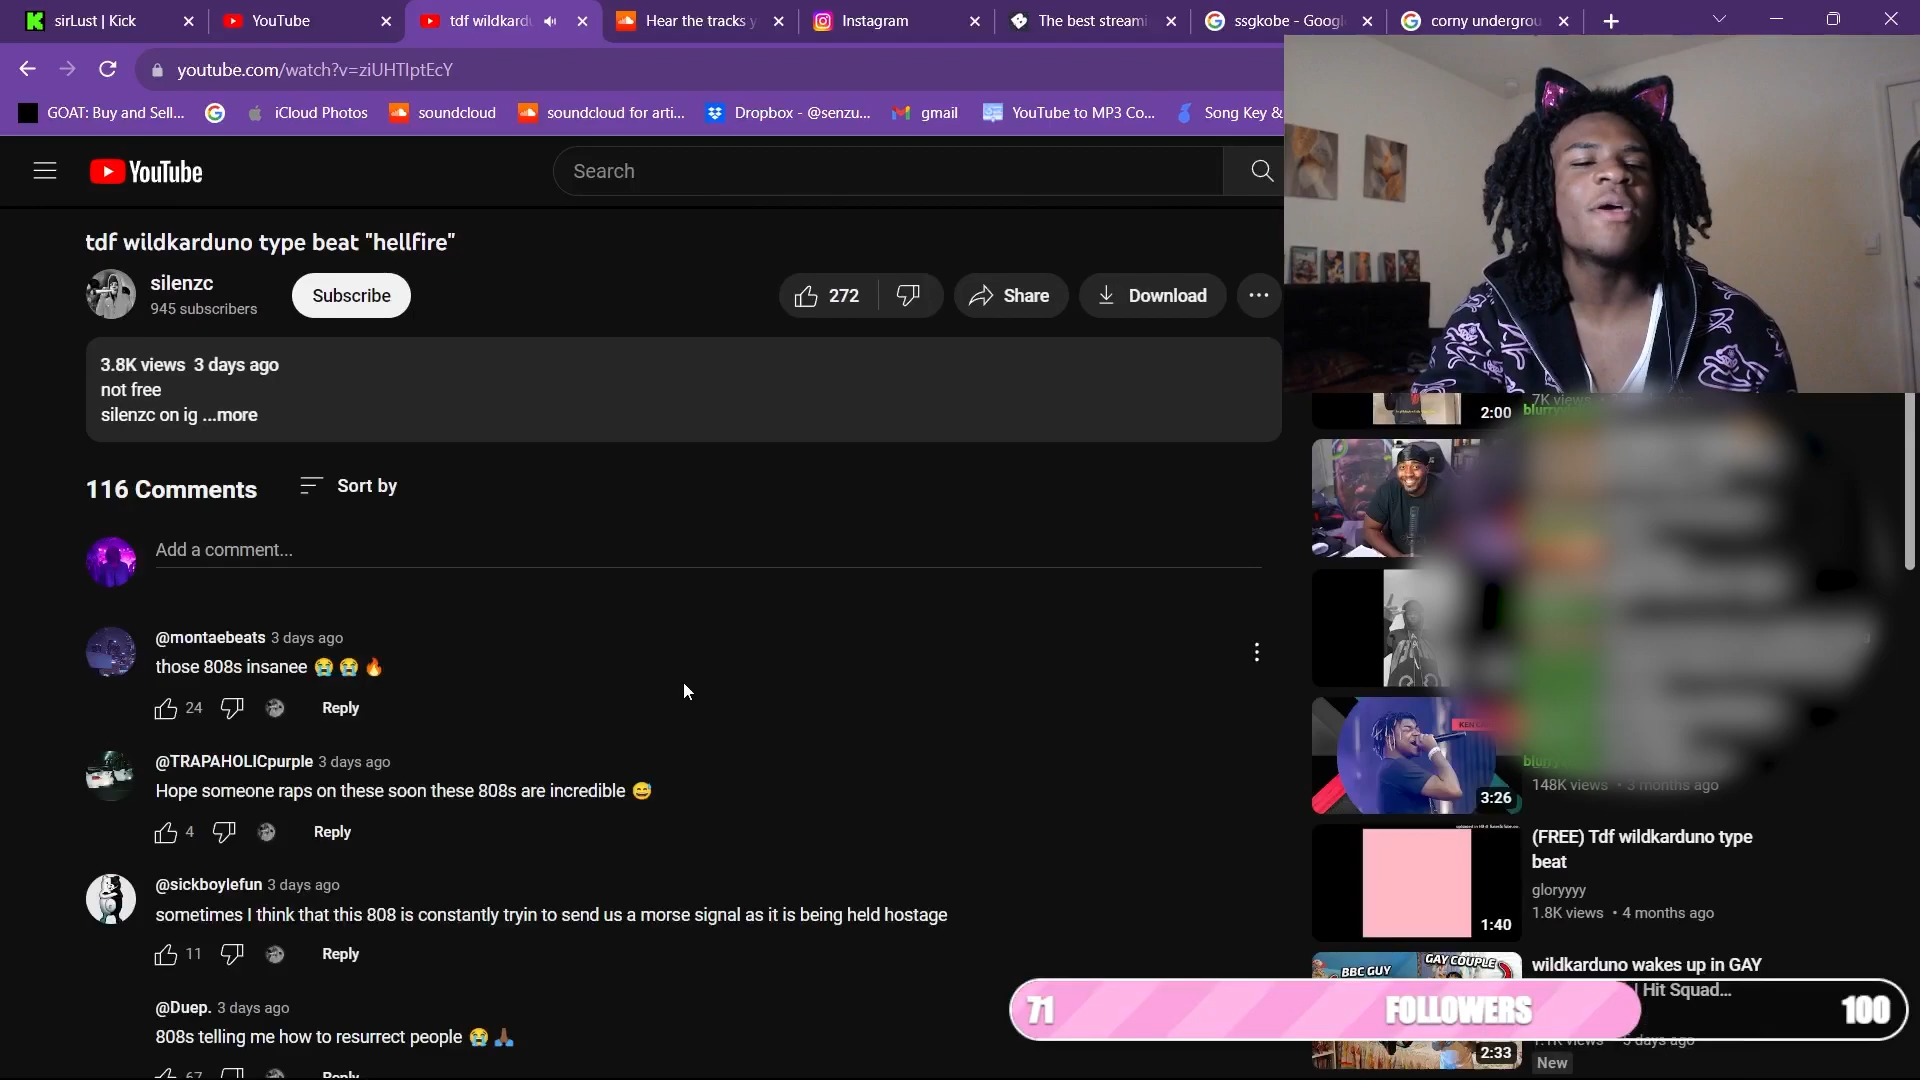 sirLust | Kick
YouTube
tdf wildkardu
Hear the tracks y
Instagram
The best streami
ssgkobe - Googl
corny undergrou
youtube.com/watch?v=ziUHTIptEcY
GOAT: Buy and Sell...
iCloud Photos
soundcloud
soundcloud for arti...
Dropbox - @senzu...
gmail
YouTube to MP3 Co...
Song Key &
YouTube
Search
tdf wildkarduno type beat "hellfire"
silenzc
945 subscribers
Subscribe
272
Share
Download
3.8K views 3 days ago
not free
silenzc on ig ...more
116 Comments
Sort by
Add a comment...
@montaebeats 3 days ago
those 808s insanee 😭😭🔥
24
Reply
@TRAPAHOLICpurple 3 days ago
Hope someone raps on these soon these 808s are incredible 😅
4
Reply
@sickboylefun 3 days ago
sometimes I think that this 808 is constantly tryin to send us a morse signal as it is being held hostage
11
Reply
@Duep. 3 days ago
808s telling me how to resurrect people 😭🙏🏾
67
Reply
2:00
7K views
3:26
148K views • 3 months ago
1:40
(FREE) Tdf wildkarduno type
beat
gloryyyy
1.8K views • 4 months ago
BBC GUY
GAY COUPLE
2:33
wildkarduno wakes up in GAY
| Hit Squad...
1.1K views 5 days ago
New
71
FOLLOWERS
100